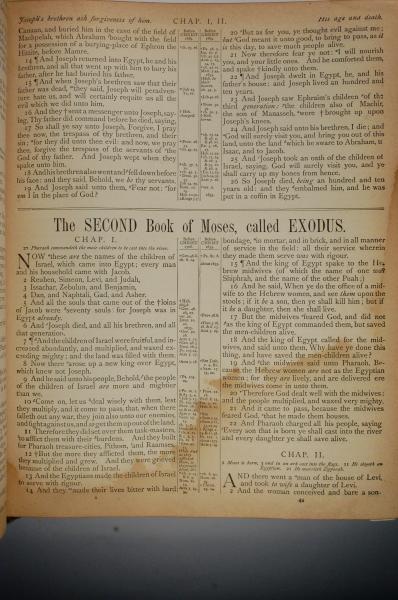 Joseph's brethren ask forgiveness of him.
CHAP. I, II.
His age and death.
Canaan, and buried him in the cave of the field of
Machpelah, which Abraham bought with the field
for a possession of a burying-place of Ephron the
Hittite, before Mamre.
14 ¶ And Joseph returned into Egypt, he and his
brethren, and all that went up with him to bury his
father, after he had buried his father.
15 ¶ And when Joseph's brethren saw that their
father was dead, they said, Joseph will peradven-
ture hate us, and will certainly requite us all the
evil which we did unto him.
16 And they sent a messenger unto Joseph, say-
ing, Thy father did command before he died, saying,
17 So shall ye say unto Joseph, Forgive, I pray
thee now, the trespass of thy brethren, and their
sin; for they did unto thee evil: and now, we pray
thee, forgive the trespass of the servants of the
God of thy father. And Joseph wept when they
spake unto him.
18 And his brethren also went and fell down before
his face: and they said, Behold, we be thy servants.
19 And Joseph said unto them, Fear not: for
am I in the place of God?
20 But as for you, ye thought evil against me;
but God meant it unto good, to bring to pass, as it
is this day, to save much people alive.
21 Now therefore fear ye not: I will nourish
you, and your little ones. And he comforted them,
and spake kindly unto them.
22 ¶ And Joseph dwelt in Egypt, he, and his
father's house: and Joseph lived an hundred and
ten years.
23 And Joseph saw Ephraim's children of the
third generation: the children also of Machir,
the son of Manasseh, were brought up upon
Joseph's knees.
24 And Joseph said unto his brethren, I die; and
God will surely visit you, and bring you out of this
land, unto the land which he sware to Abraham, to
Isaac, and to Jacob.
25 And Joseph took an oath of the children of
Israel, saying, God will surely visit you, and ye
shall carry up my bones from hence.
26 So Joseph died, being an hundred and ten
years old: and they embalmed him, and he was
put in a coffin in Egypt.
The SECOND Book of Moses, called EXODUS.
CHAP. I.
NOW these are the names of the children of
Israel, which came into Egypt; every man
and his household came with Jacob.
2 Reuben, Simeon, Levi, and Judah,
3 Issachar, Zebulun, and Benjamin,
4 Dan, and Naphtali, Gad, and Asher.
5 And all the souls that came out of the loins
of Jacob were seventy souls: for Joseph was in
Egypt already.
6 And Joseph died, and all his brethren, and all
that generation.
7 ¶ And the children of Israel were fruitful, and in-
creased abundantly, and multiplied, and waxed ex-
ceeding mighty; and the land was filled with them.
8 Now there arose up a new king over Egypt,
which knew not Joseph.
9 And he said unto his people, Behold, the people
of the children of Israel are more and mightier
than we.
10 Come on, let us deal wisely with them, lest
they multiply, and it come to pass, that, when there
falleth out any war, they join also unto our enemies,
and fight against us, and so get them up out of the land.
11 Therefore they did set over them task-masters,
to afflict them with their burdens. And they built
for Pharaoh treasure-cities, Pithom, and Raamses.
12 But the more they afflicted them, the more
they multiplied and grew. And they were grieved
because of the children of Israel.
13 And the Egyptians made the children of Israel
to serve with rigour.
14 And they made their lives bitter with hard
bondage, in mortar, and in brick, and in all manner
of service in the field: all their service wherein
they made them serve was with rigour.
15 ¶ And the king of Egypt spake to the He-
brew midwives (of which the name of one was
Shiphrah, and the name of the other Puah;)
16 And he said, When ye do the office of a mid-
wife to the Hebrew women, and see them upon the
stools; if it be a son, then ye shall kill him; but if
it be a daughter, then she shall live.
17 But the midwives feared God, and did not
as the king of Egypt commanded them, but saved
the men-children alive.
18 And the king of Egypt called for the mid-
wives, and said unto them, Why have ye done this
thing, and have saved the men-children alive?
19 And the midwives said unto Pharaoh, Be-
cause the Hebrew women are not as the Egyptian
women; for they are lively, and are delivered ere
the midwives come in unto them.
20 Therefore God dealt well with the midwives:
and the people multiplied, and waxed very mighty.
21 And it came to pass, because the midwives
feared God, that he made them houses.
22 And Pharaoh charged all his people, saying
Every son that is born ye shall cast into the river
and every daughter ye shall save alive.
CHAP. II.
AND there went a man of the house of Levi,
and took to wife a daughter of Levi.
2 And the woman conceived and bare a son-